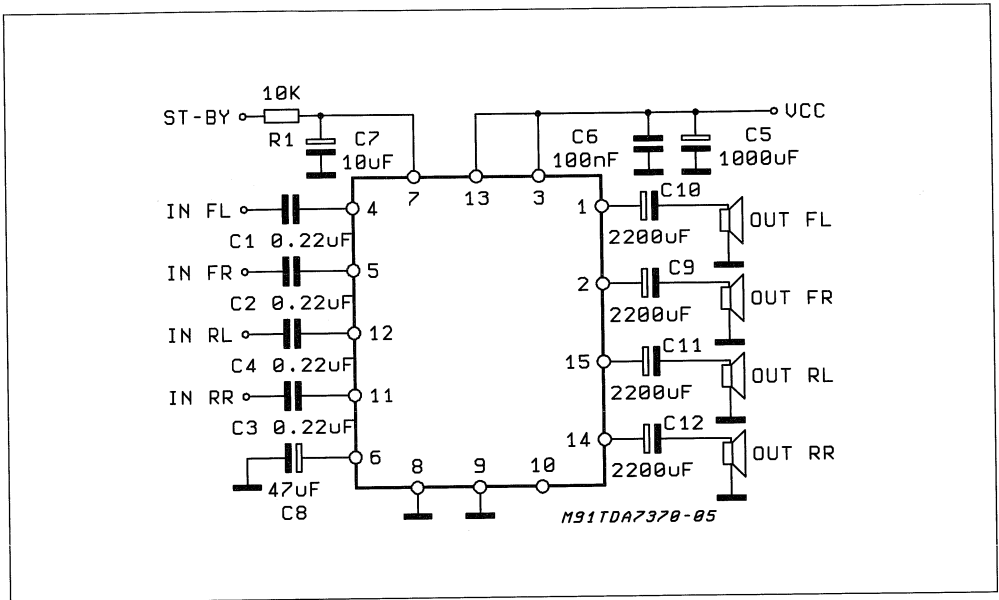 10K
ST-BY
R1
C7
10uF
VCC
C6
100nF
C5
1000uF
7
13
3
IN FL
4
C1 0.22uF
IN FR
5
C2 0.22uF
IN RL
12
C4 0.22uF
IN RR
11
C3 0.22uF
6
47uF
C8
8
9
10
1
C10
2200uF
OUT FL
2
C9
2200uF
OUT FR
15
C11
2200uF
OUT RL
14
C12
2200uF
OUT RR
M91TDA7370-05